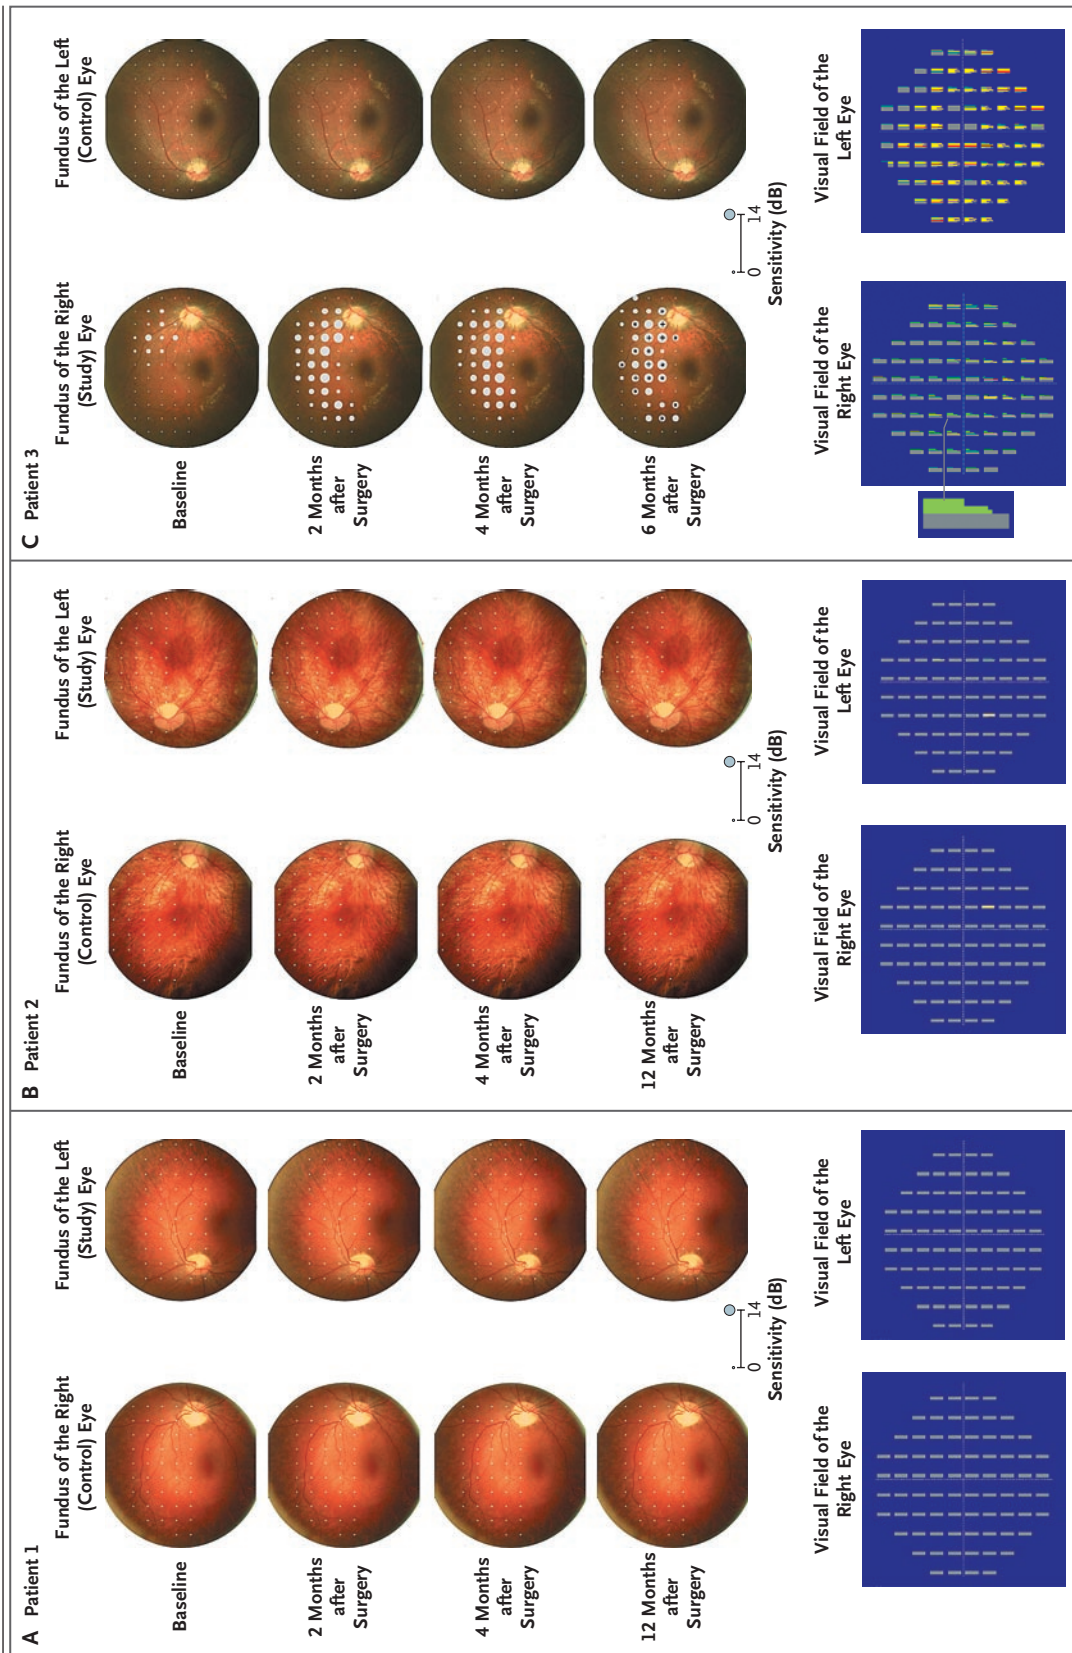 A Patient 1
Fundus of the Right
(Control) Eye
Fundus of the Left
(Study) Eye
Baseline
2 Months
after
Surgery
4 Months
after
Surgery
12 Months
after
Surgery
0
14
Sensitivity (dB)
Visual Field of the
Right Eye
Visual Field of the
Left Eye
B Patient 2
Fundus of the Right
(Control) Eye
Fundus of the Left
(Study) Eye
Baseline
2 Months
after
Surgery
4 Months
after
Surgery
12 Months
after
Surgery
0
14
Sensitivity (dB)
Visual Field of the
Right Eye
Visual Field of the
Left Eye
C Patient 3
Fundus of the Right
(Study) Eye
Fundus of the Left
(Control) Eye
Baseline
2 Months
after
Surgery
4 Months
after
Surgery
6 Months
after
Surgery
0
14
Sensitivity (dB)
Visual Field of the
Right Eye
Visual Field of the
Left Eye